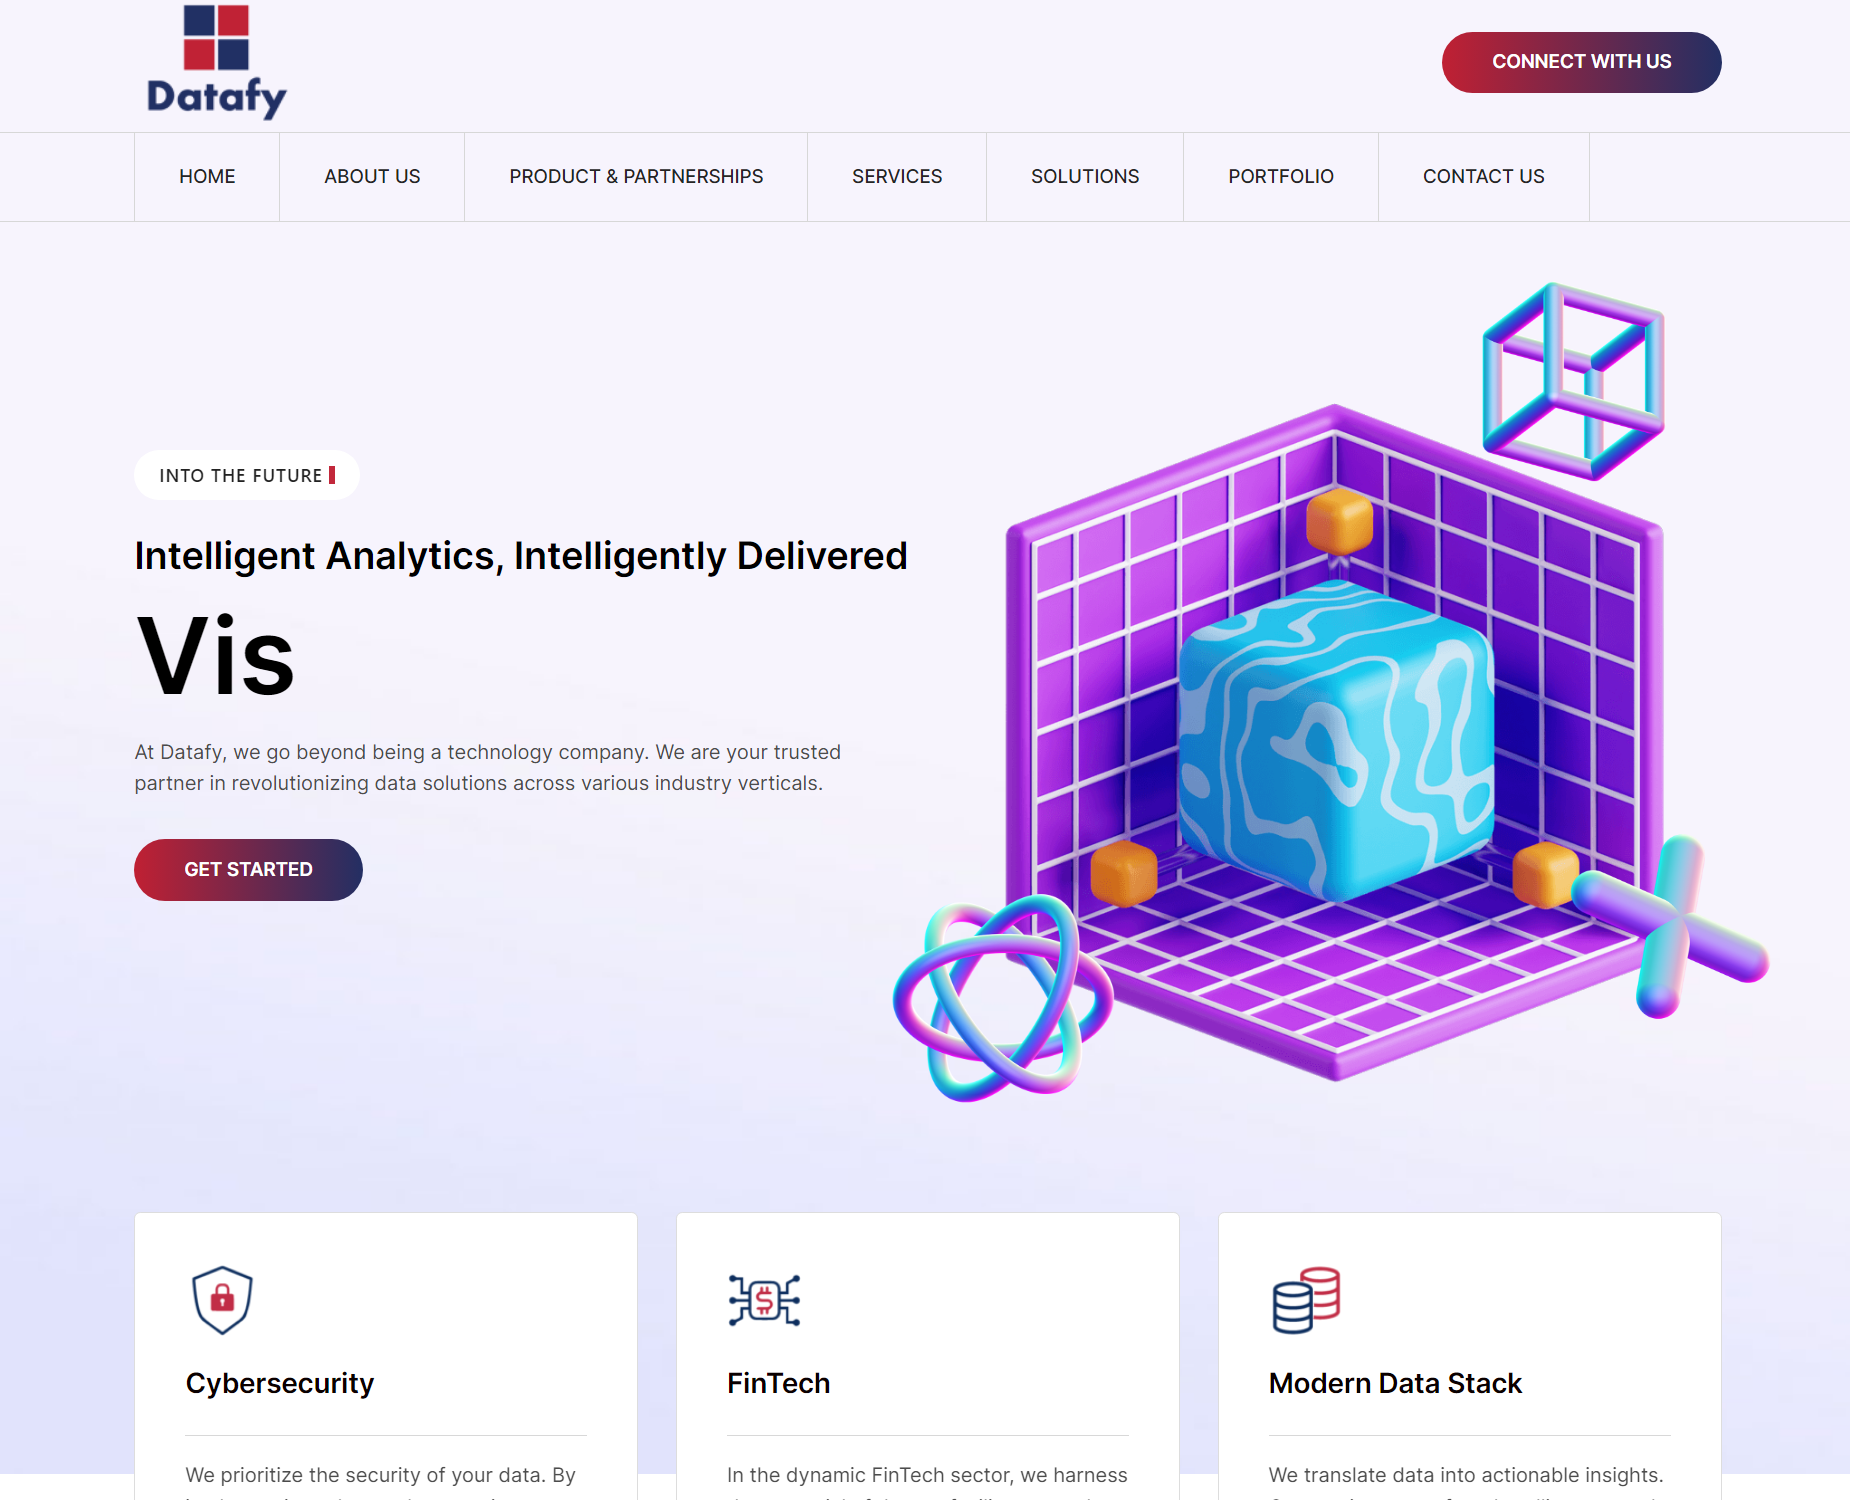 Datafy
CONNECT WITH US
HOME
ABOUT US
PRODUCT & PARTNERSHIPS
SERVICES
SOLUTIONS
PORTFOLIO
CONTACT US
INTO THE FUTURE
Intelligent Analytics, Intelligently Delivered
Vis
At Datafy, we go beyond being a technology company. We are your trusted
partner in revolutionizing data solutions across various industry verticals.
GET STARTED
Cybersecurity
We prioritize the security of your data. By
FinTech
In the dynamic FinTech sector, we harness
Modern Data Stack
We translate data into actionable insights.